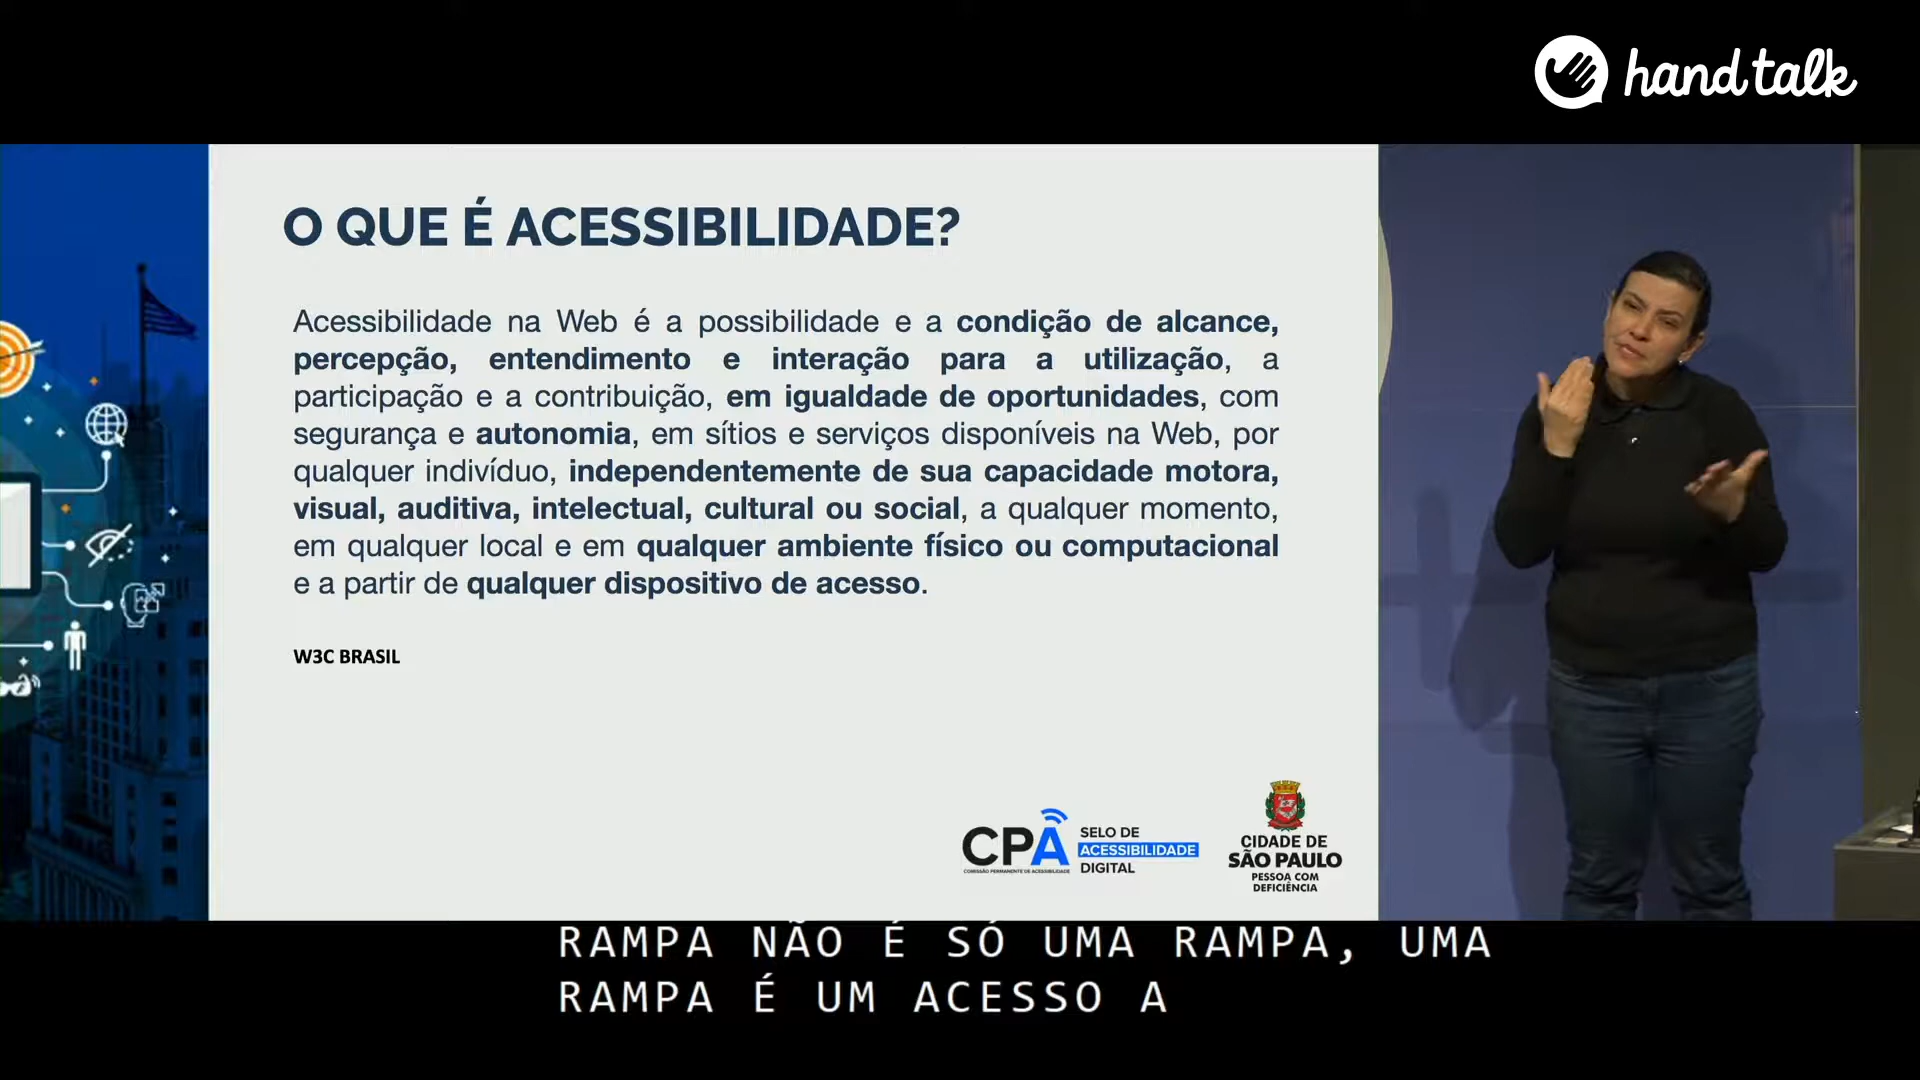 hand talk
O QUE É ACESSIBILIDADE?
Acessibilidade na Web é a possibilidade e a condição de alcance,
percepção, entendimento e interação para a utilização, a
participação e a contribuição, em igualdade de oportunidades, com
segurança e autonomia, em sítios e serviços disponíveis na Web, por
qualquer indivíduo, independentemente de sua capacidade motora,
visual, auditiva, intelectual, cultural ou social, a qualquer momento,
em qualquer local e em qualquer ambiente físico ou computacional
e a partir de qualquer dispositivo de acesso.
W3C BRASIL
CPA
COMISSÃO PERMANENTE DE ACESSIBILIDADE
SELO DE
ACESSIBILIDADE
DIGITAL
CIDADE DE
SÃO PAULO
PESSOA COM
DEFICIÊNCIA
RAMPA NÃO É SÓ UMA RAMPA, UMA
RAMPA É UM ACESSO A